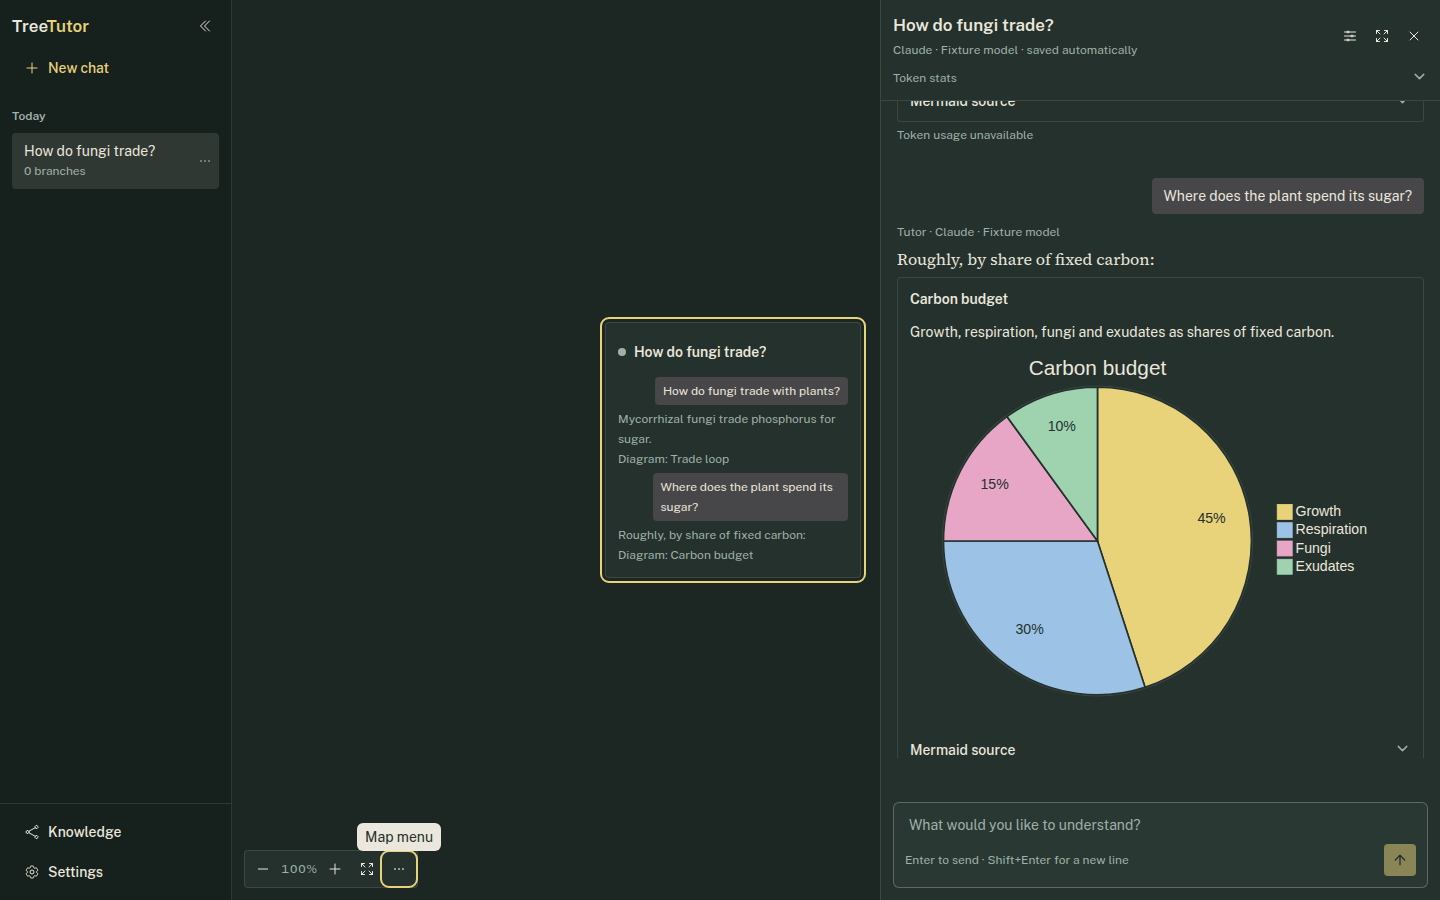 TreeTutor
New chat
Today
How do fungi trade?
0 branches
Knowledge
Settings
How do fungi trade?
How do fungi trade with plants?
Mycorrhizal fungi trade phosphorus for
sugar.
Diagram: Trade loop
Where does the plant spend its
sugar?
Roughly, by share of fixed carbon:
Diagram: Carbon budget
Map menu
100%
How do fungi trade?
Claude · Fixture model · saved automatically
Token stats
Mermaid source
Token usage unavailable
Where does the plant spend its sugar?
Tutor · Claude · Fixture model
Roughly, by share of fixed carbon:
Carbon budget
Growth, respiration, fungi and exudates as shares of fixed carbon.
Carbon budget
10%
15%
45%
30%
Growth
Respiration
Fungi
Exudates
Mermaid source
What would you like to understand?
Enter to send · Shift+Enter for a new line